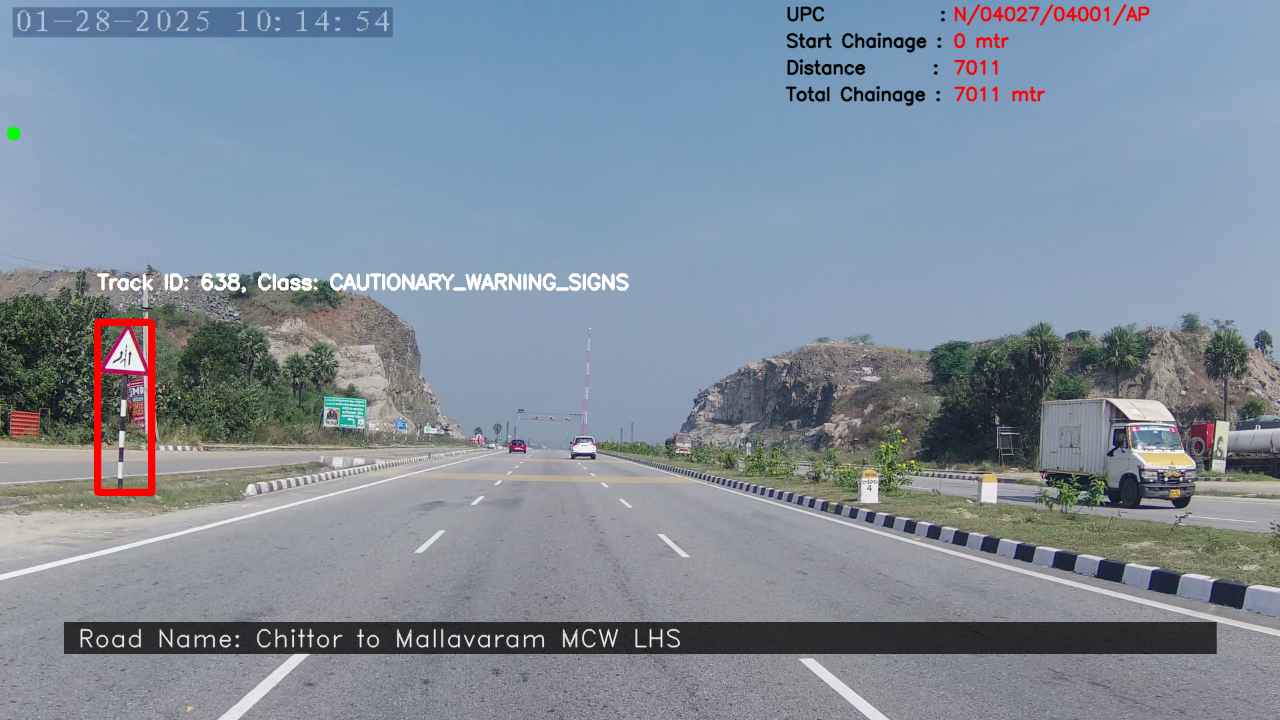 01-28-2025 10:14:54
UPC : N/04027/04001/AP
Start Chainage : 0 mtr
Distance : 7011
Total Chainage : 7011 mtr
Track ID: 638, Class: CAUTIONARY_WARNING_SIGNS
4
Road Name: Chittor to Mallavaram MCW LHS